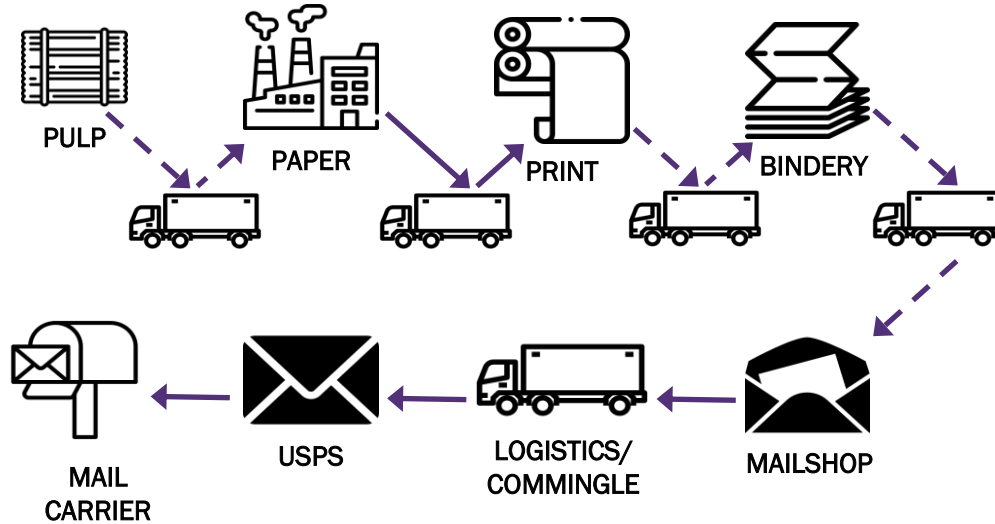 PULP
PAPER
PRINT
BINDERY
MAIL
CARRIER
USPS
LOGISTICS/
COMMINGLE
MAILSHOP